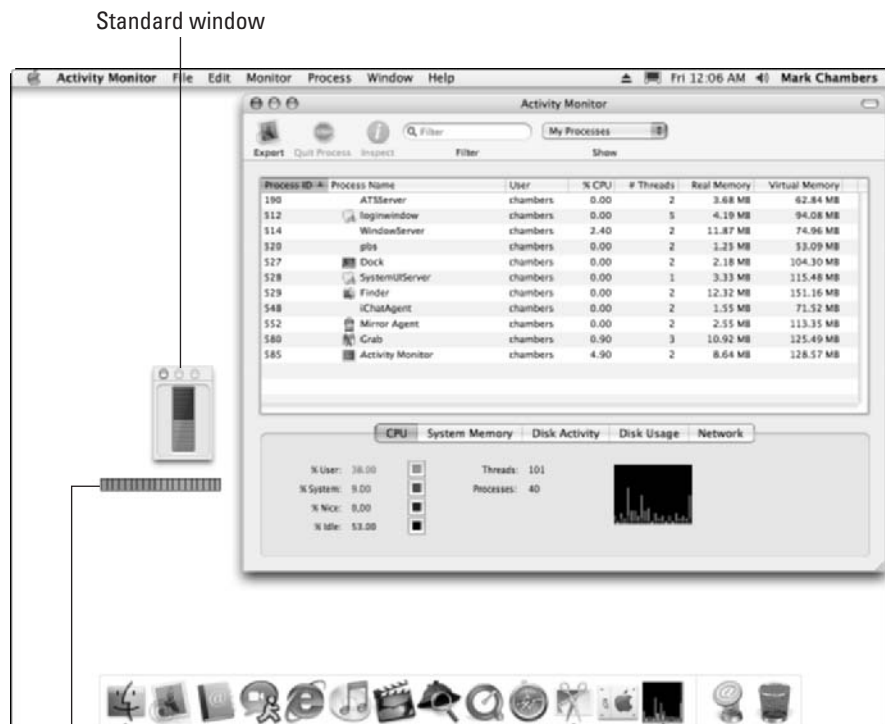 Standard window
Activity Monitor File Edit Monitor Process Window Help Fri 12:06 AM Mark Chambers
Activity Monitor
Filter My Processes
Export Quit Process Inspect Filter Show
Process ID Process Name User % CPU # Threads Real Memory Virtual Memory
190 ATSServer chambers 0.00 2 3.68 MB 62.84 MB
512 loginwindow chambers 0.00 5 4.19 MB 94.08 MB
514 WindowServer chambers 2.40 2 11.87 MB 74.96 MB
520 pbs chambers 0.00 2 1.25 MB 53.09 MB
527 Dock chambers 0.00 2 2.18 MB 104.30 MB
528 SystemUIServer chambers 0.00 1 3.33 MB 115.48 MB
529 Finder chambers 0.00 2 12.32 MB 151.16 MB
548 iChatAgent chambers 0.00 2 1.55 MB 71.52 MB
552 Mirror Agent chambers 0.00 2 2.55 MB 113.35 MB
580 Grab chambers 0.90 3 10.92 MB 125.49 MB
585 Activity Monitor chambers 4.90 2 8.64 MB 128.57 MB
CPU System Memory Disk Activity Disk Usage Network
% User: 38.00 Threads: 101
% System: 9.00 Processes: 40
% Nice: 0.00
% Idle: 53.00